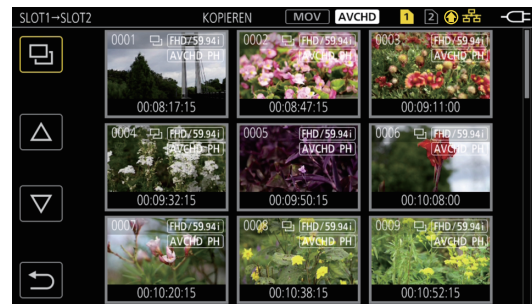 SLOT1→SLOT2 KOPIEREN MOV AVCHD 1 2
0001 FHD/59.94i
AVCHD PH
00:08:17:15
0002 FHD/59.94i
AVCHD PH
00:08:47:15
0003 FHD/59.94i
AVCHD PH
00:09:11:00
0004 FHD/59.94i
AVCHD PH
00:09:32:15
0005 FHD/59.94i
AVCHD PH
00:09:50:15
0006 FHD/59.94i
AVCHD PH
00:10:08:00
0007 FHD/59.94i
AVCHD PH
00:10:20:15
0008 FHD/59.94i
AVCHD PH
00:10:38:15
0009 FHD/59.94i
AVCHD PH
00:10:52:15